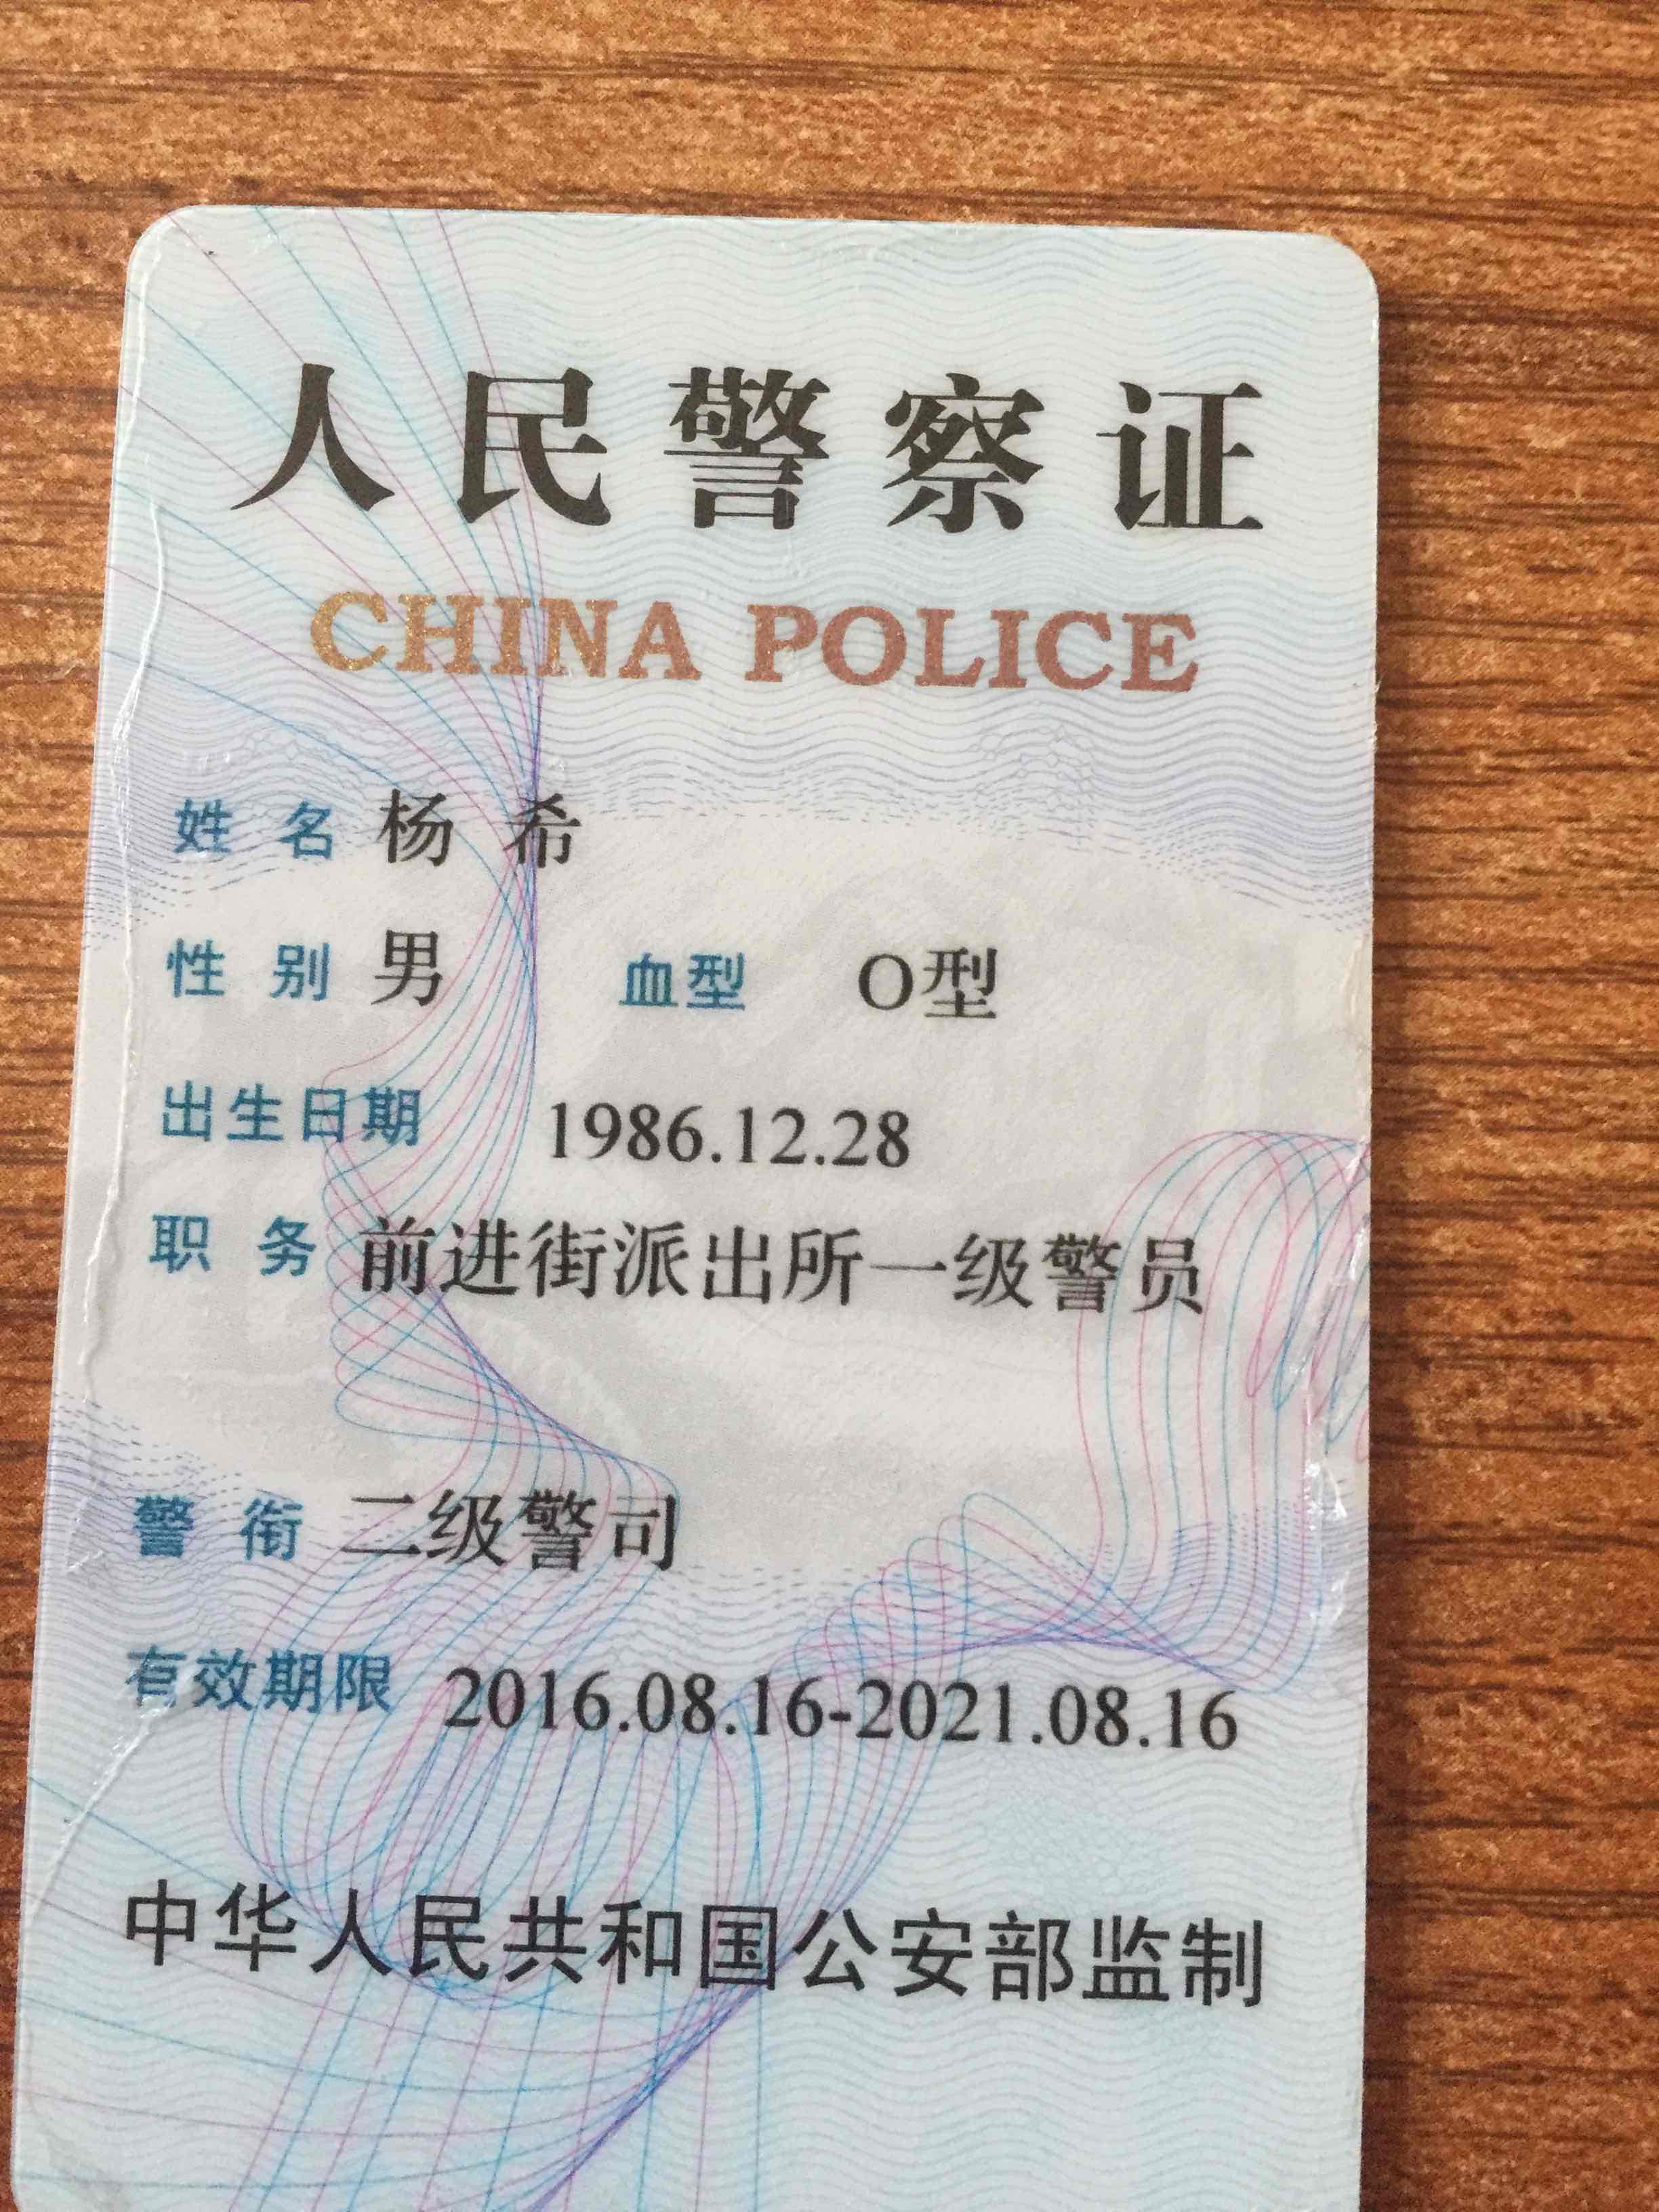 人民警察证
CHINA POLICE
姓名 杨希
性别 男 血型 O型
出生日期 1986.12.28
职务 前进街派出所一级警员
警衔 二级警司
有效期限 2016.08.16-2021.08.16
中华人民共和国公安部监制